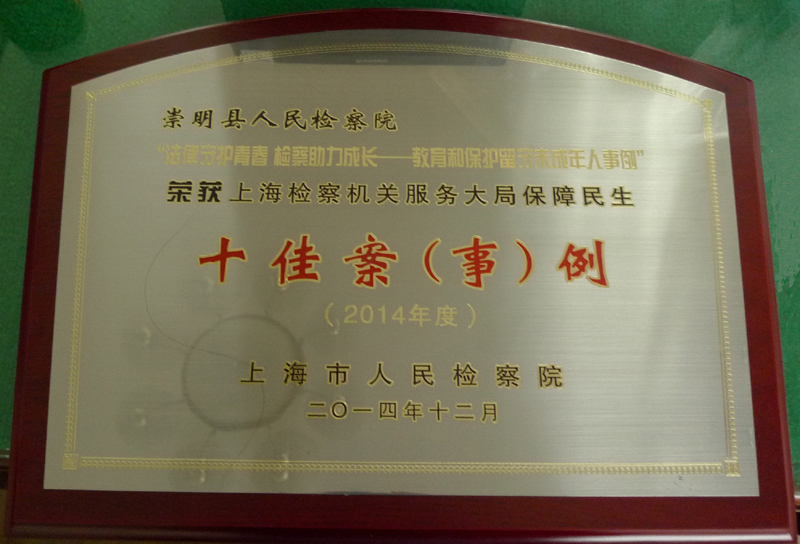 崇明县人民检察院
“法律守护青春 检察助力成长——教育和保护留守未成年人事例”
荣获上海检察机关服务大局保障民生
十佳案（事）例
（2014年度）
上海市人民检察院
二〇一四年十二月